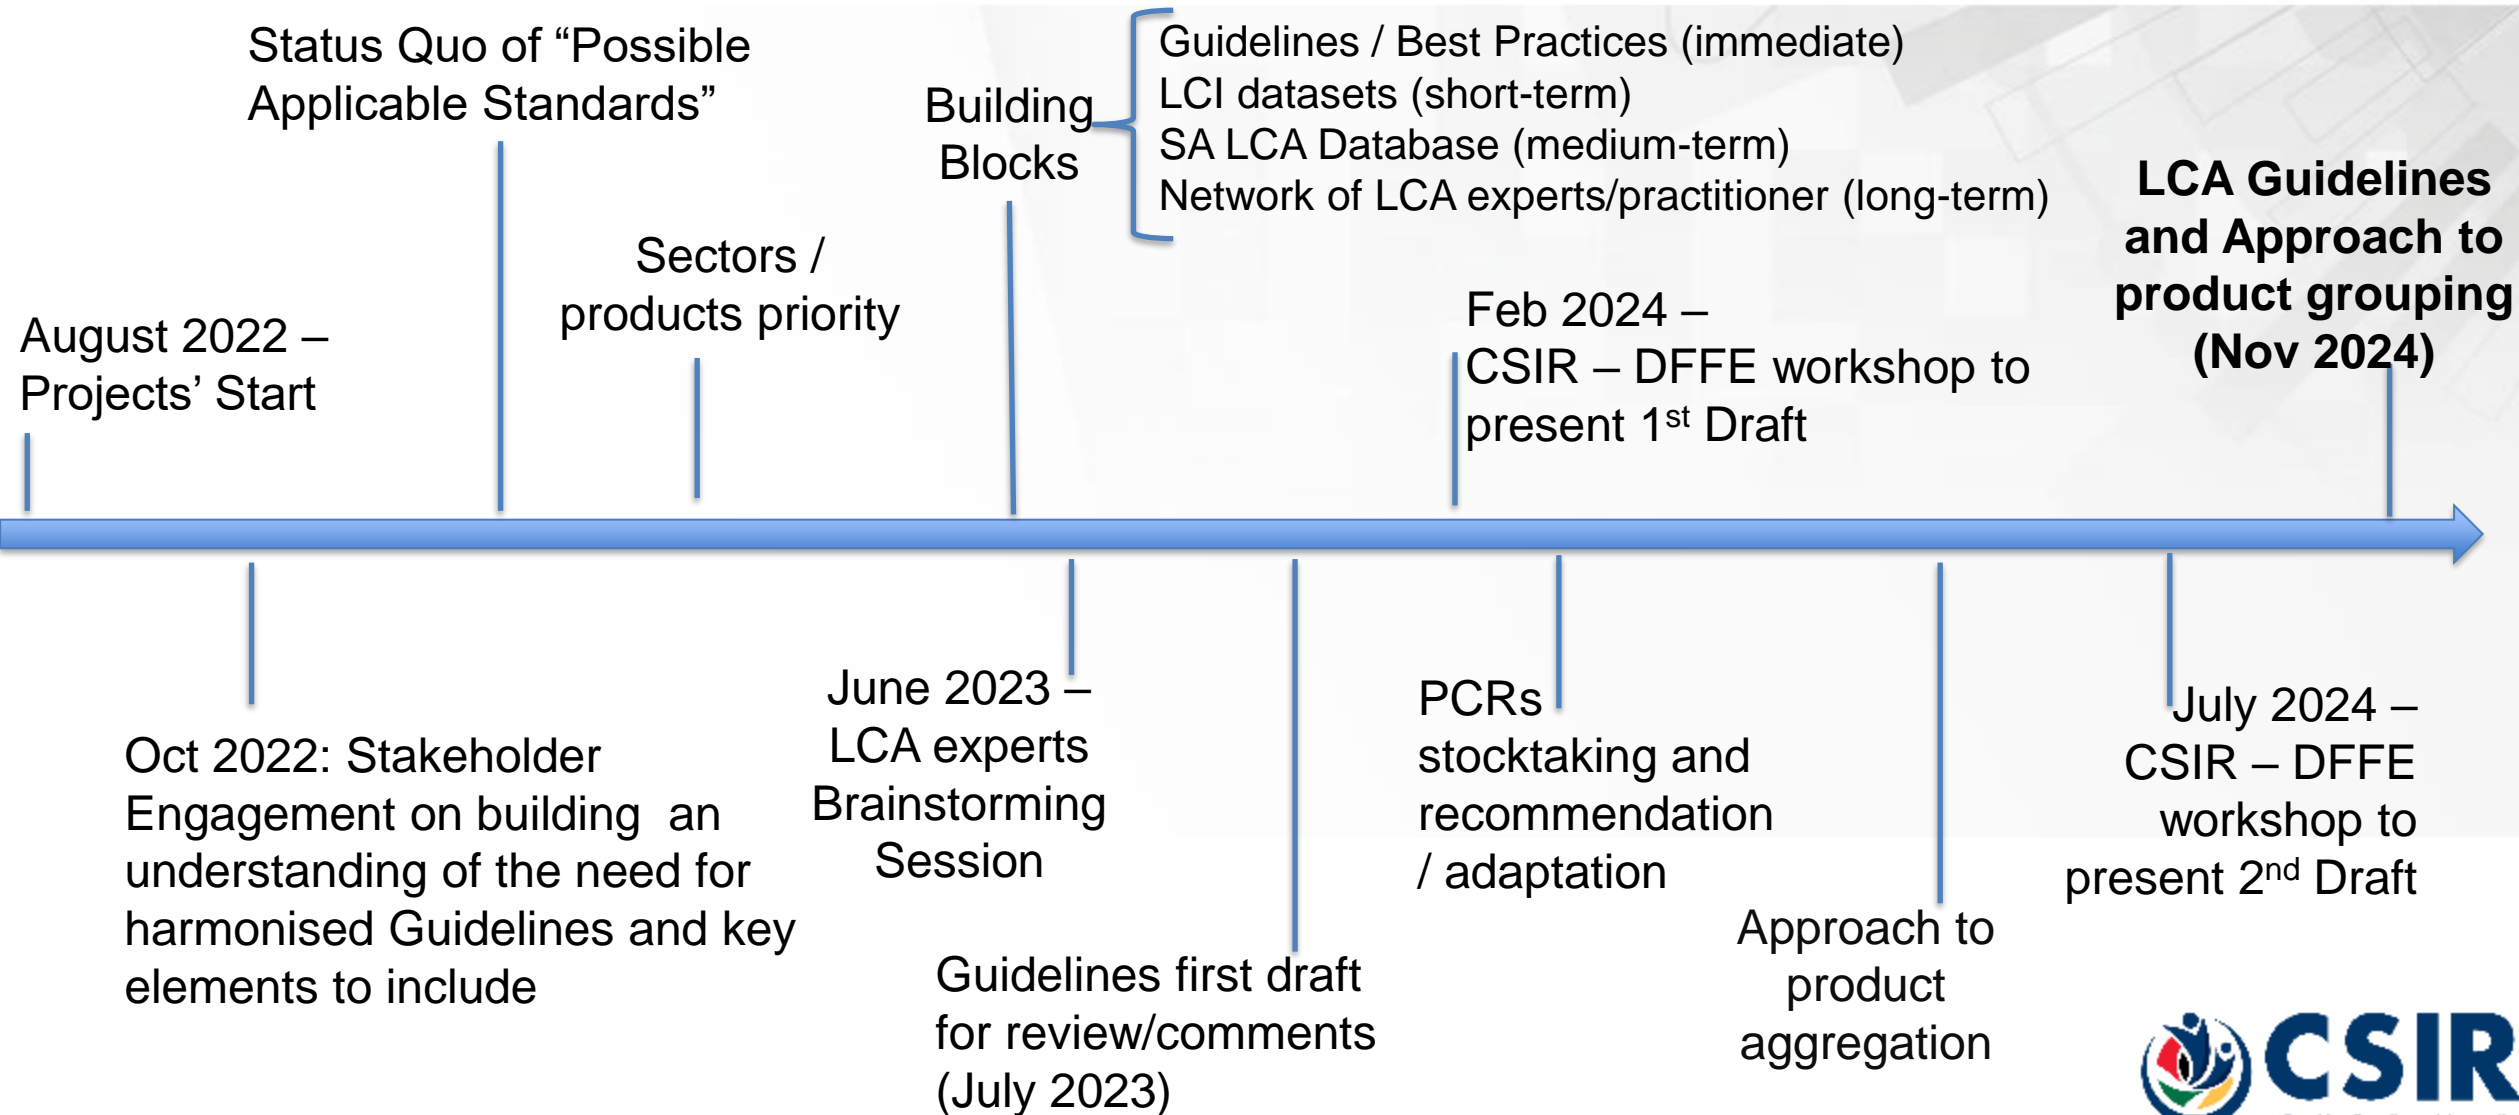 Status Quo of “Possible
Applicable Standards”
Building
Blocks
Guidelines / Best Practices (immediate)
LCI datasets (short-term)
SA LCA Database (medium-term)
Network of LCA experts/practitioner (long-term)
LCA Guidelines
and Approach to
product grouping
(Nov 2024)
Sectors /
products priority
August 2022 –
Projects’ Start
Feb 2024 –
CSIR – DFFE workshop to
present 1st Draft
Oct 2022: Stakeholder
Engagement on building  an
understanding of the need for
harmonised Guidelines and key
elements to include
June 2023 –
LCA experts
Brainstorming
Session
Guidelines first draft
for review/comments
(July 2023)
PCRs
stocktaking and
recommendation
/ adaptation
Approach to
product
aggregation
July 2024 –
CSIR – DFFE
workshop to
present 2nd Draft
CSIR